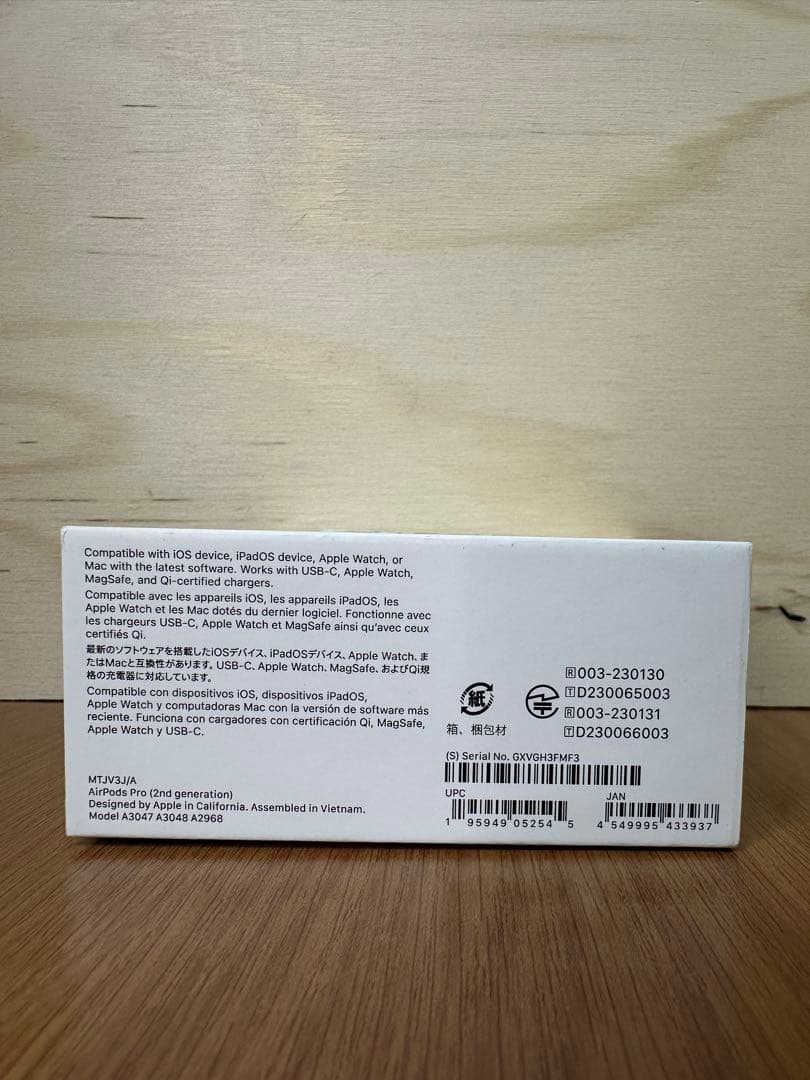 Compatible with iOS device, iPadOS device, Apple Watch, or
Mac with the latest software. Works with USB-C, Apple Watch,
MagSafe, and Qi-certified chargers.
Compatible avec les appareils iOS, les appareils iPadOS, les
Apple Watch et les Mac dotés du dernier logiciel. Fonctionne avec
les chargeurs USB-C, Apple Watch et MagSafe ainsi qu'avec ceux
certifiés Qi.
最新のソフトウェアを搭載したiOSデバイス、iPadOSデバイス、Apple Watch、ま
たはMacと互換性があります。USB-C、Apple Watch、MagSafe、およびQi規
格の充電器に対応しています。
Compatible con dispositivos iOS, dispositivos iPadOS,
Apple Watch y computadoras Mac con la versión de software más
reciente. Funciona con cargadores con certificación Qi, MagSafe,
Apple Watch y USB-C.
MTJV3J/A
AirPods Pro (2nd generation)
Designed by Apple in California. Assembled in Vietnam.
Model A3047 A3048 A2968
紙
箱、梱包材
R 003-230130
T D230065003
R 003-230131
T D230066003
(S) Serial No. GXVGH3FMF3
UPC
1 95949 05254 5
JAN
4 549995 433937